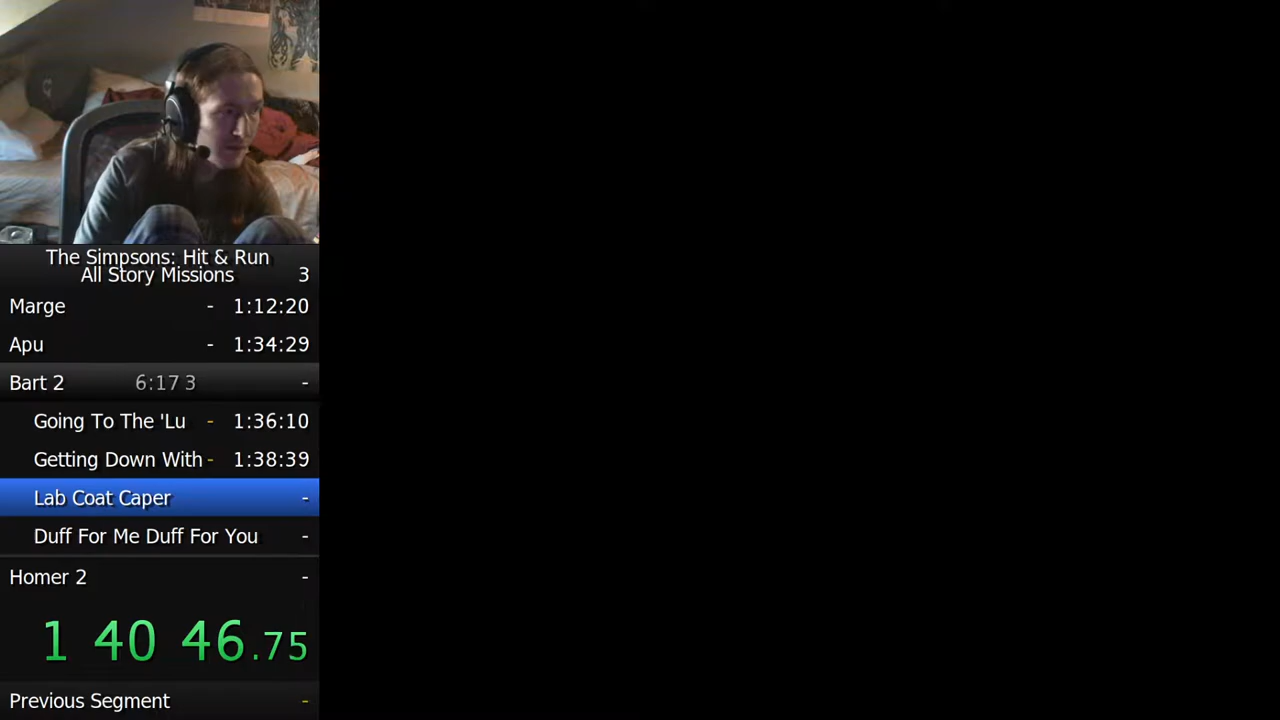 The Simpsons: Hit & Run
All Story Missions 3
Marge - 1:12:20
Apu - 1:34:29
Bart 2 6:17 3 -
Going To The 'Lu - 1:36:10
Getting Down With - 1:38:39
Lab Coat Caper -
Duff For Me Duff For You -
Homer 2 -
1 40 46.75
Previous Segment -